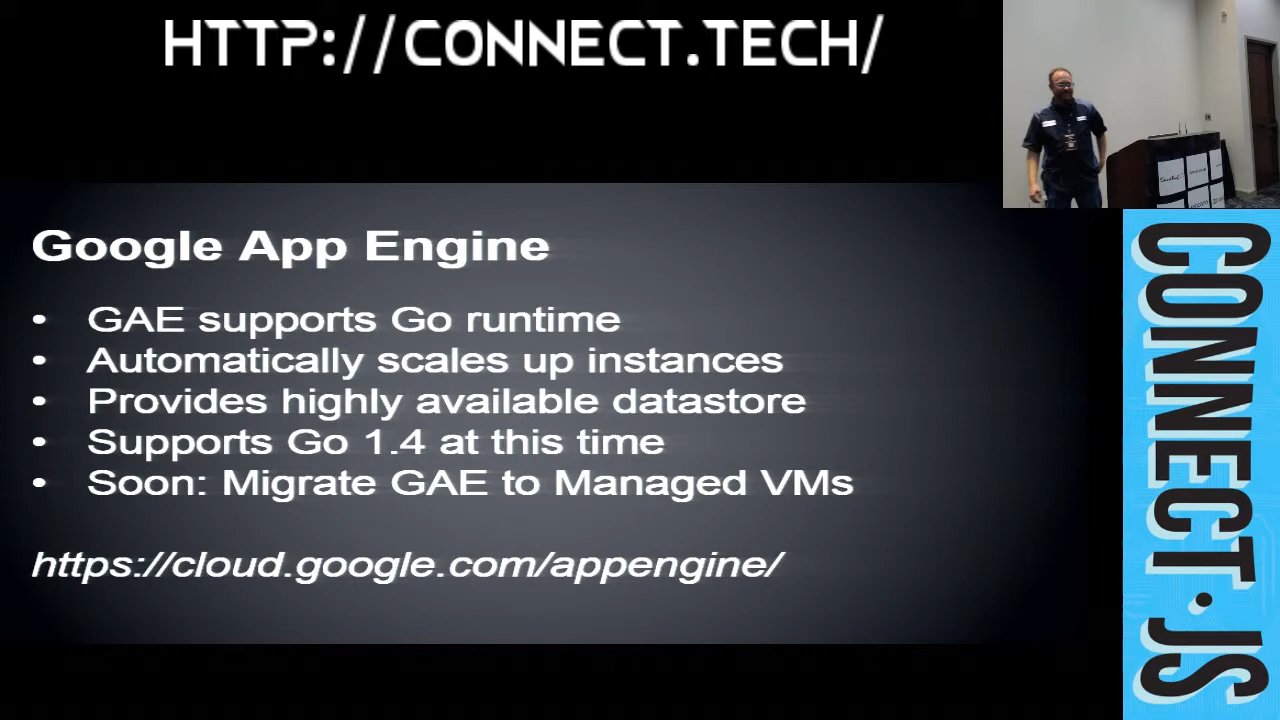 HTTP://CONNECT.TECH/
Google App Engine
• GAE supports Go runtime
• Automatically scales up instances
• Provides highly available datastore
• Supports Go 1.4 at this time
• Soon: Migrate GAE to Managed VMs
https://cloud.google.com/appengine/
CONNECT.JS